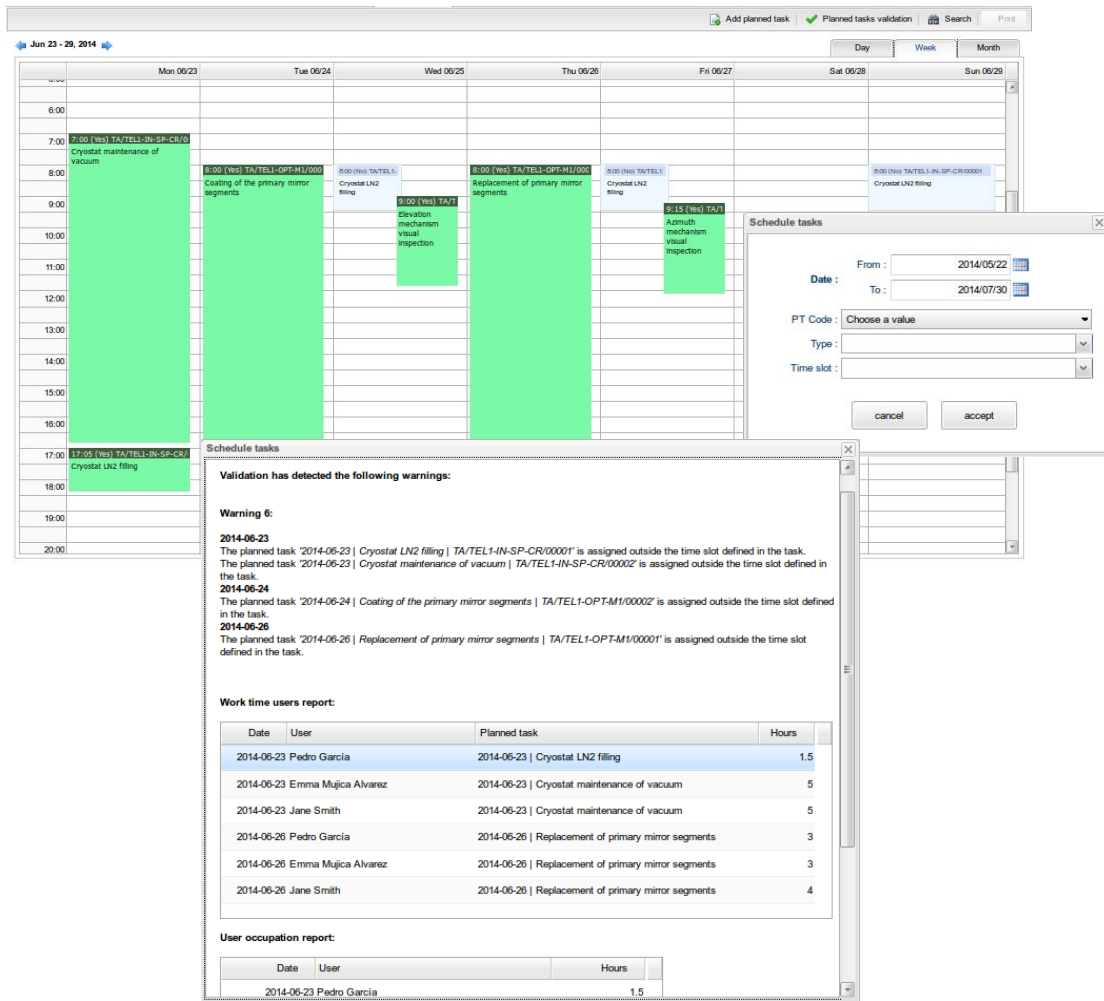 Add planned task Planned tasks validation Search Print
Jun 23 - 29, 2014
Day Week Month
Mon 06/23 Tue 06/24 Wed 06/25 Thu 06/26 Fri 06/27 Sat 06/28 Sun 06/29
6:00
7:00
8:00
9:00
10:00
11:00
12:00
13:00
14:00
15:00
16:00
17:00
18:00
19:00
20:00
7:00 (Yes) TA/TEL1-IN-SP-CR/0
Cryostat maintenance of
vacuum
17:05 (Yes) TA/TEL1-IN-SP-CR/
Cryostat LN2 filling
8:00 (Yes) TA/TEL1-OPT-M1/000
Coating of the primary mirror
segments
8:00 (No) TA/TEL1-
Cryostat LN2
filling
9:00 (Yes) TA/T
Elevation
mechanism
visual
inspection
8:00 (Yes) TA/TEL1-OPT-M1/000
Replacement of primary mirror
segments
8:00 (No) TA/TEL1
Cryostat LN2
filling
9:15 (Yes) TA/1
Azimuth
mechanism
visual
inspection
8:00 (No) TA/TEL1-IN-SP-CR/00001
Cryostat LN2 filling
Schedule tasks
Date :
From : 2014/05/22
To : 2014/07/30
PT Code : Choose a value
Type :
Time slot :
cancel accept
Schedule tasks
Validation has detected the following warnings:
Warning 6:
2014-06-23
The planned task '2014-06-23 | Cryostat LN2 filling | TA/TEL1-IN-SP-CR/00001' is assigned outside the time slot defined in the task.
The planned task '2014-06-23 | Cryostat maintenance of vacuum | TA/TEL1-IN-SP-CR/00002' is assigned outside the time slot defined in
the task.
2014-06-24
The planned task '2014-06-24 | Coating of the primary mirror segments | TA/TEL1-OPT-M1/00002' is assigned outside the time slot defined
in the task.
2014-06-26
The planned task '2014-06-26 | Replacement of primary mirror segments | TA/TEL1-OPT-M1/00001' is assigned outside the time slot
defined in the task.
Work time users report:
Date User Planned task Hours
2014-06-23 Pedro García 2014-06-23 | Cryostat LN2 filling 1.5
2014-06-23 Emma Mujica Alvarez 2014-06-23 | Cryostat maintenance of vacuum 5
2014-06-23 Jane Smith 2014-06-23 | Cryostat maintenance of vacuum 5
2014-06-26 Pedro García 2014-06-26 | Replacement of primary mirror segments 3
2014-06-26 Emma Mujica Alvarez 2014-06-26 | Replacement of primary mirror segments 3
2014-06-26 Jane Smith 2014-06-26 | Replacement of primary mirror segments 4
User occupation report:
Date User Hours
2014-06-23 Pedro García 1.5